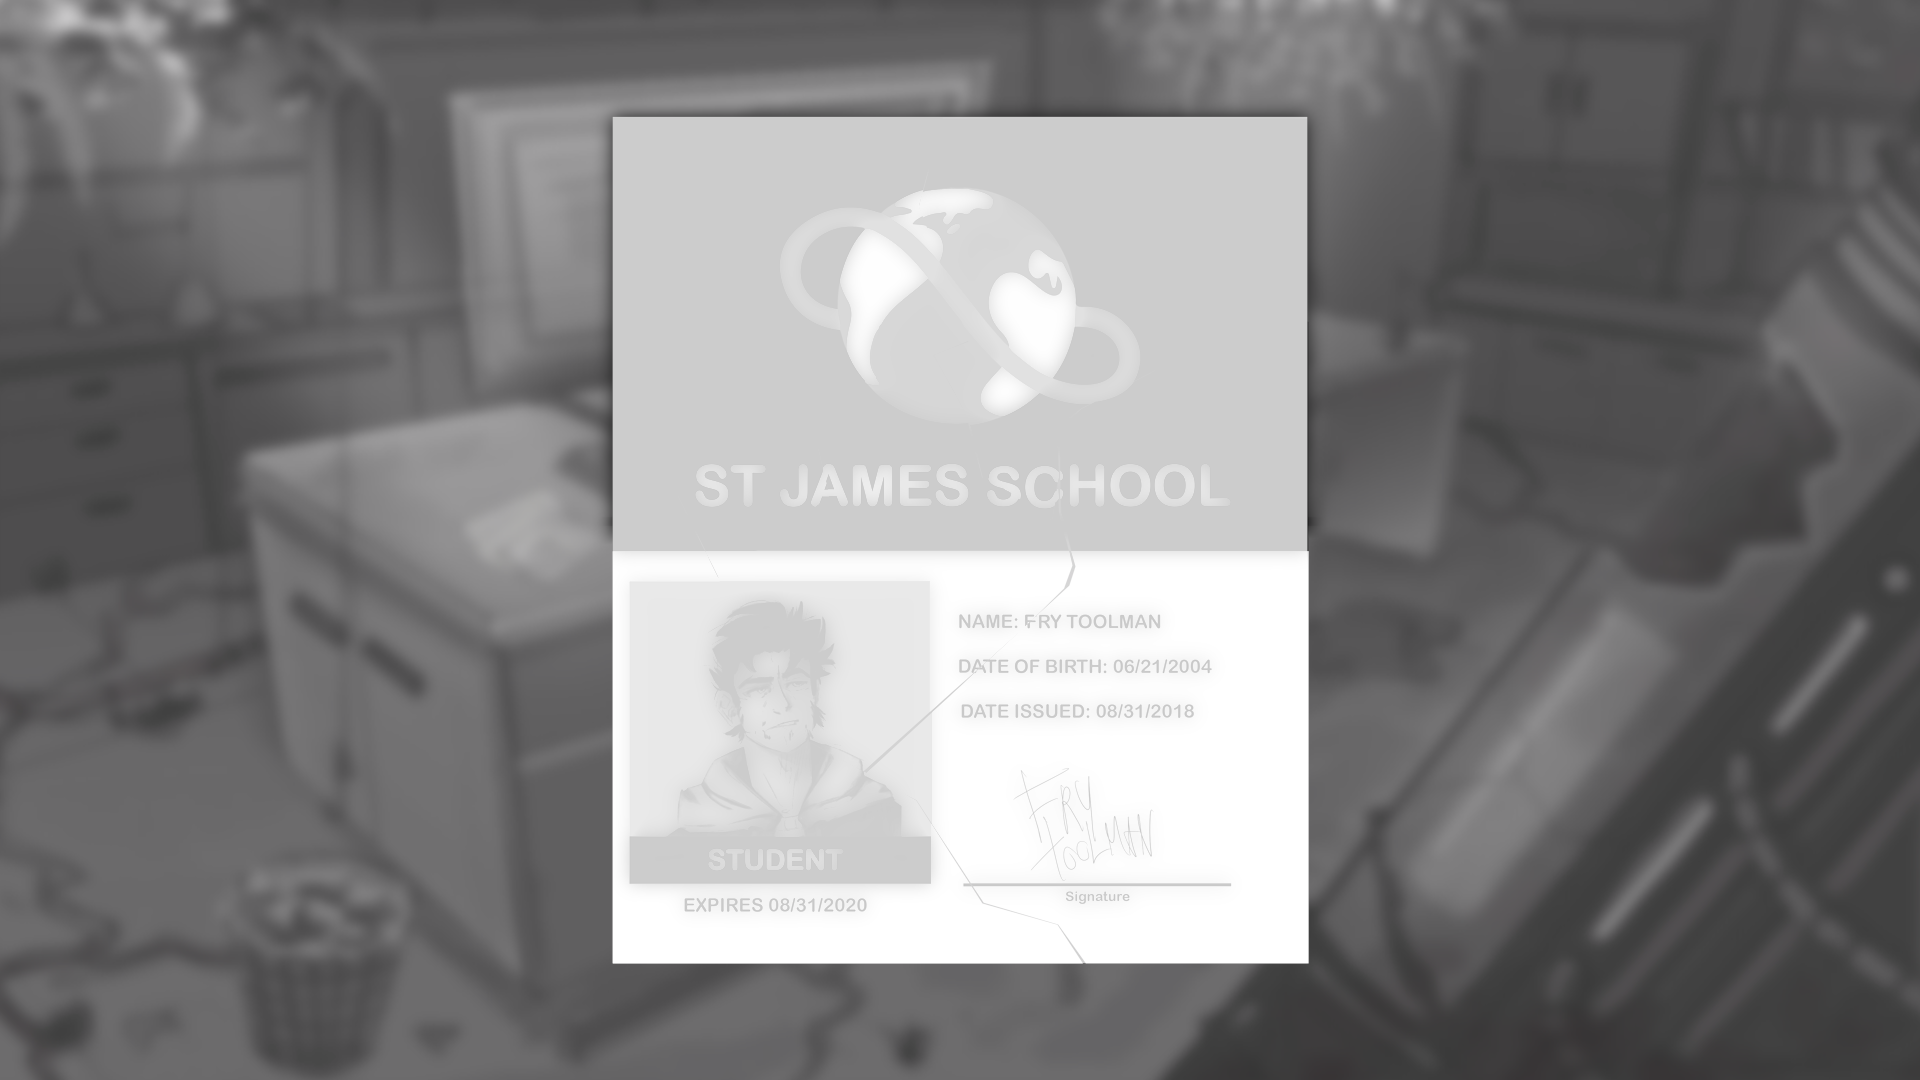 ST JAMES SCHOOL
NAME: FRY TOOLMAN
DATE OF BIRTH: 06/21/2004
DATE ISSUED: 08/31/2018
FRY
TOOLMAN
Signature
STUDENT
EXPIRES 08/31/2020